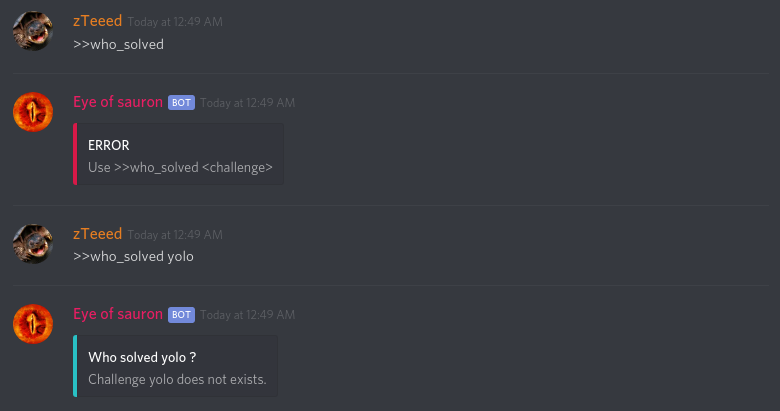 zTeeed Today at 12:49 AM
>>who_solved
Eye of sauron BOT Today at 12:49 AM
ERROR
Use >>who_solved <challenge>
zTeeed Today at 12:49 AM
>>who_solved yolo
Eye of sauron BOT Today at 12:49 AM
Who solved yolo ?
Challenge yolo does not exists.